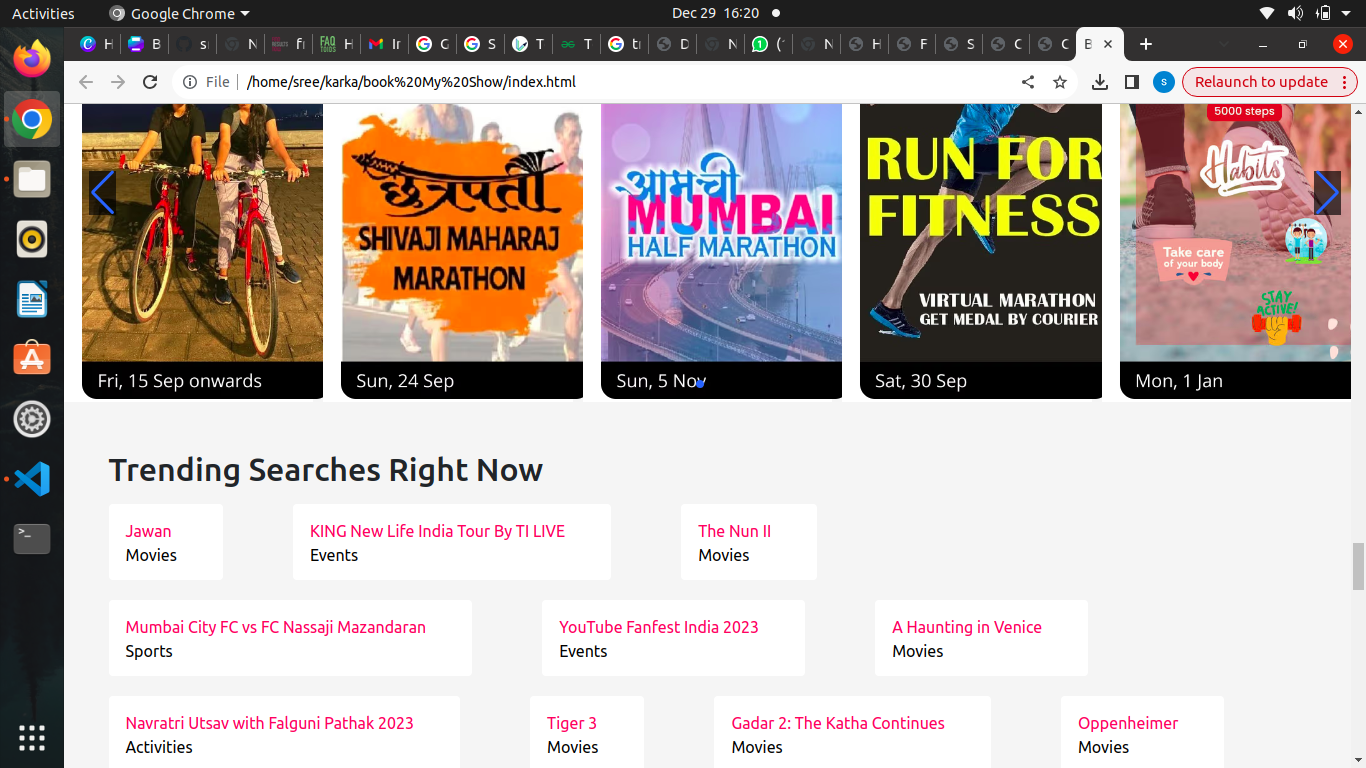 Activities
Google Chrome
Dec 29 16:20
H
B
N
FAQ
H
G
S
T
T
D
N
N
H
F
S
C
C
B
File
/home/sree/karka/book%20My%20Show/index.html
S
Relaunch to update
5000 steps
छत्रपती
SHIVAJI MAHARAJ
MARATHON
आमची
MUMBAI
HALF MARATHON
RUN FOR
FITNESS
VIRTUAL MARATHON
GET MEDAL BY COURIER
Habits
Take care
of your body
STAY
ACTIVE!
Fri, 15 Sep onwards
Sun, 24 Sep
Sun, 5 Nov
Sat, 30 Sep
Mon, 1 Jan
Trending Searches Right Now
Jawan
Movies
KING New Life India Tour By TI LIVE
Events
The Nun II
Movies
Mumbai City FC vs FC Nassaji Mazandaran
Sports
YouTube Fanfest India 2023
Events
A Haunting in Venice
Movies
Navratri Utsav with Falguni Pathak 2023
Activities
Tiger 3
Movies
Gadar 2: The Katha Continues
Movies
Oppenheimer
Movies